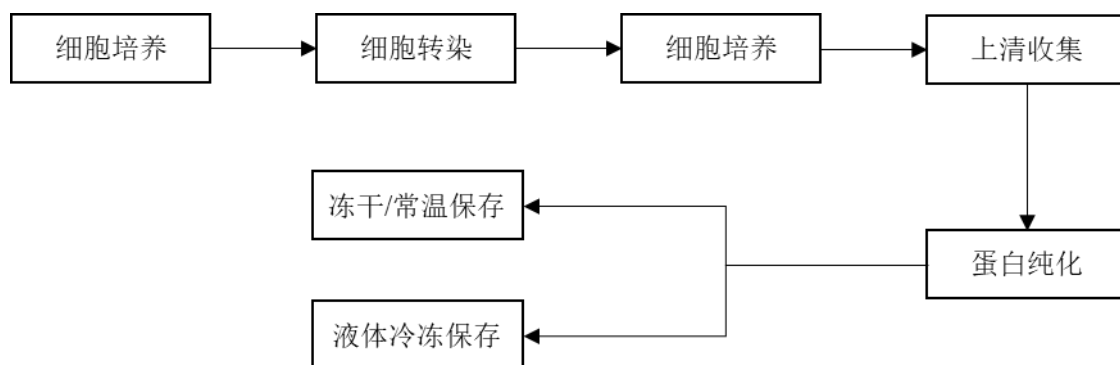 细胞培养
细胞转染
细胞培养
上清收集
冻干/常温保存
蛋白纯化
液体冷冻保存